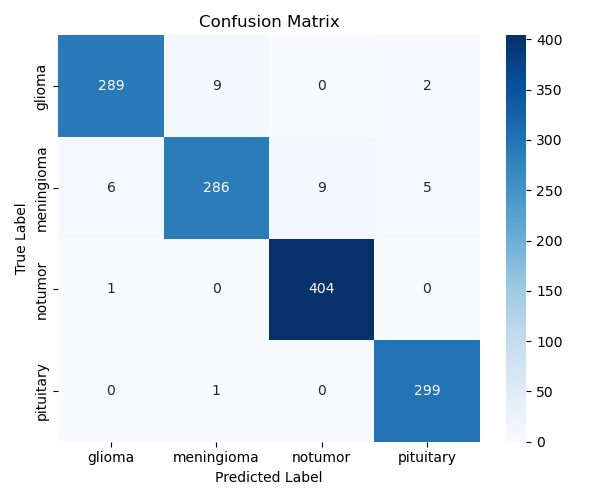 Confusion Matrix
True Label
glioma 289 9 0 2
meningioma 6 286 9 5
notumor 1 0 404 0
pituitary 0 1 0 299
glioma meningioma notumor pituitary
Predicted Label
400
350
300
250
200
150
100
50
0